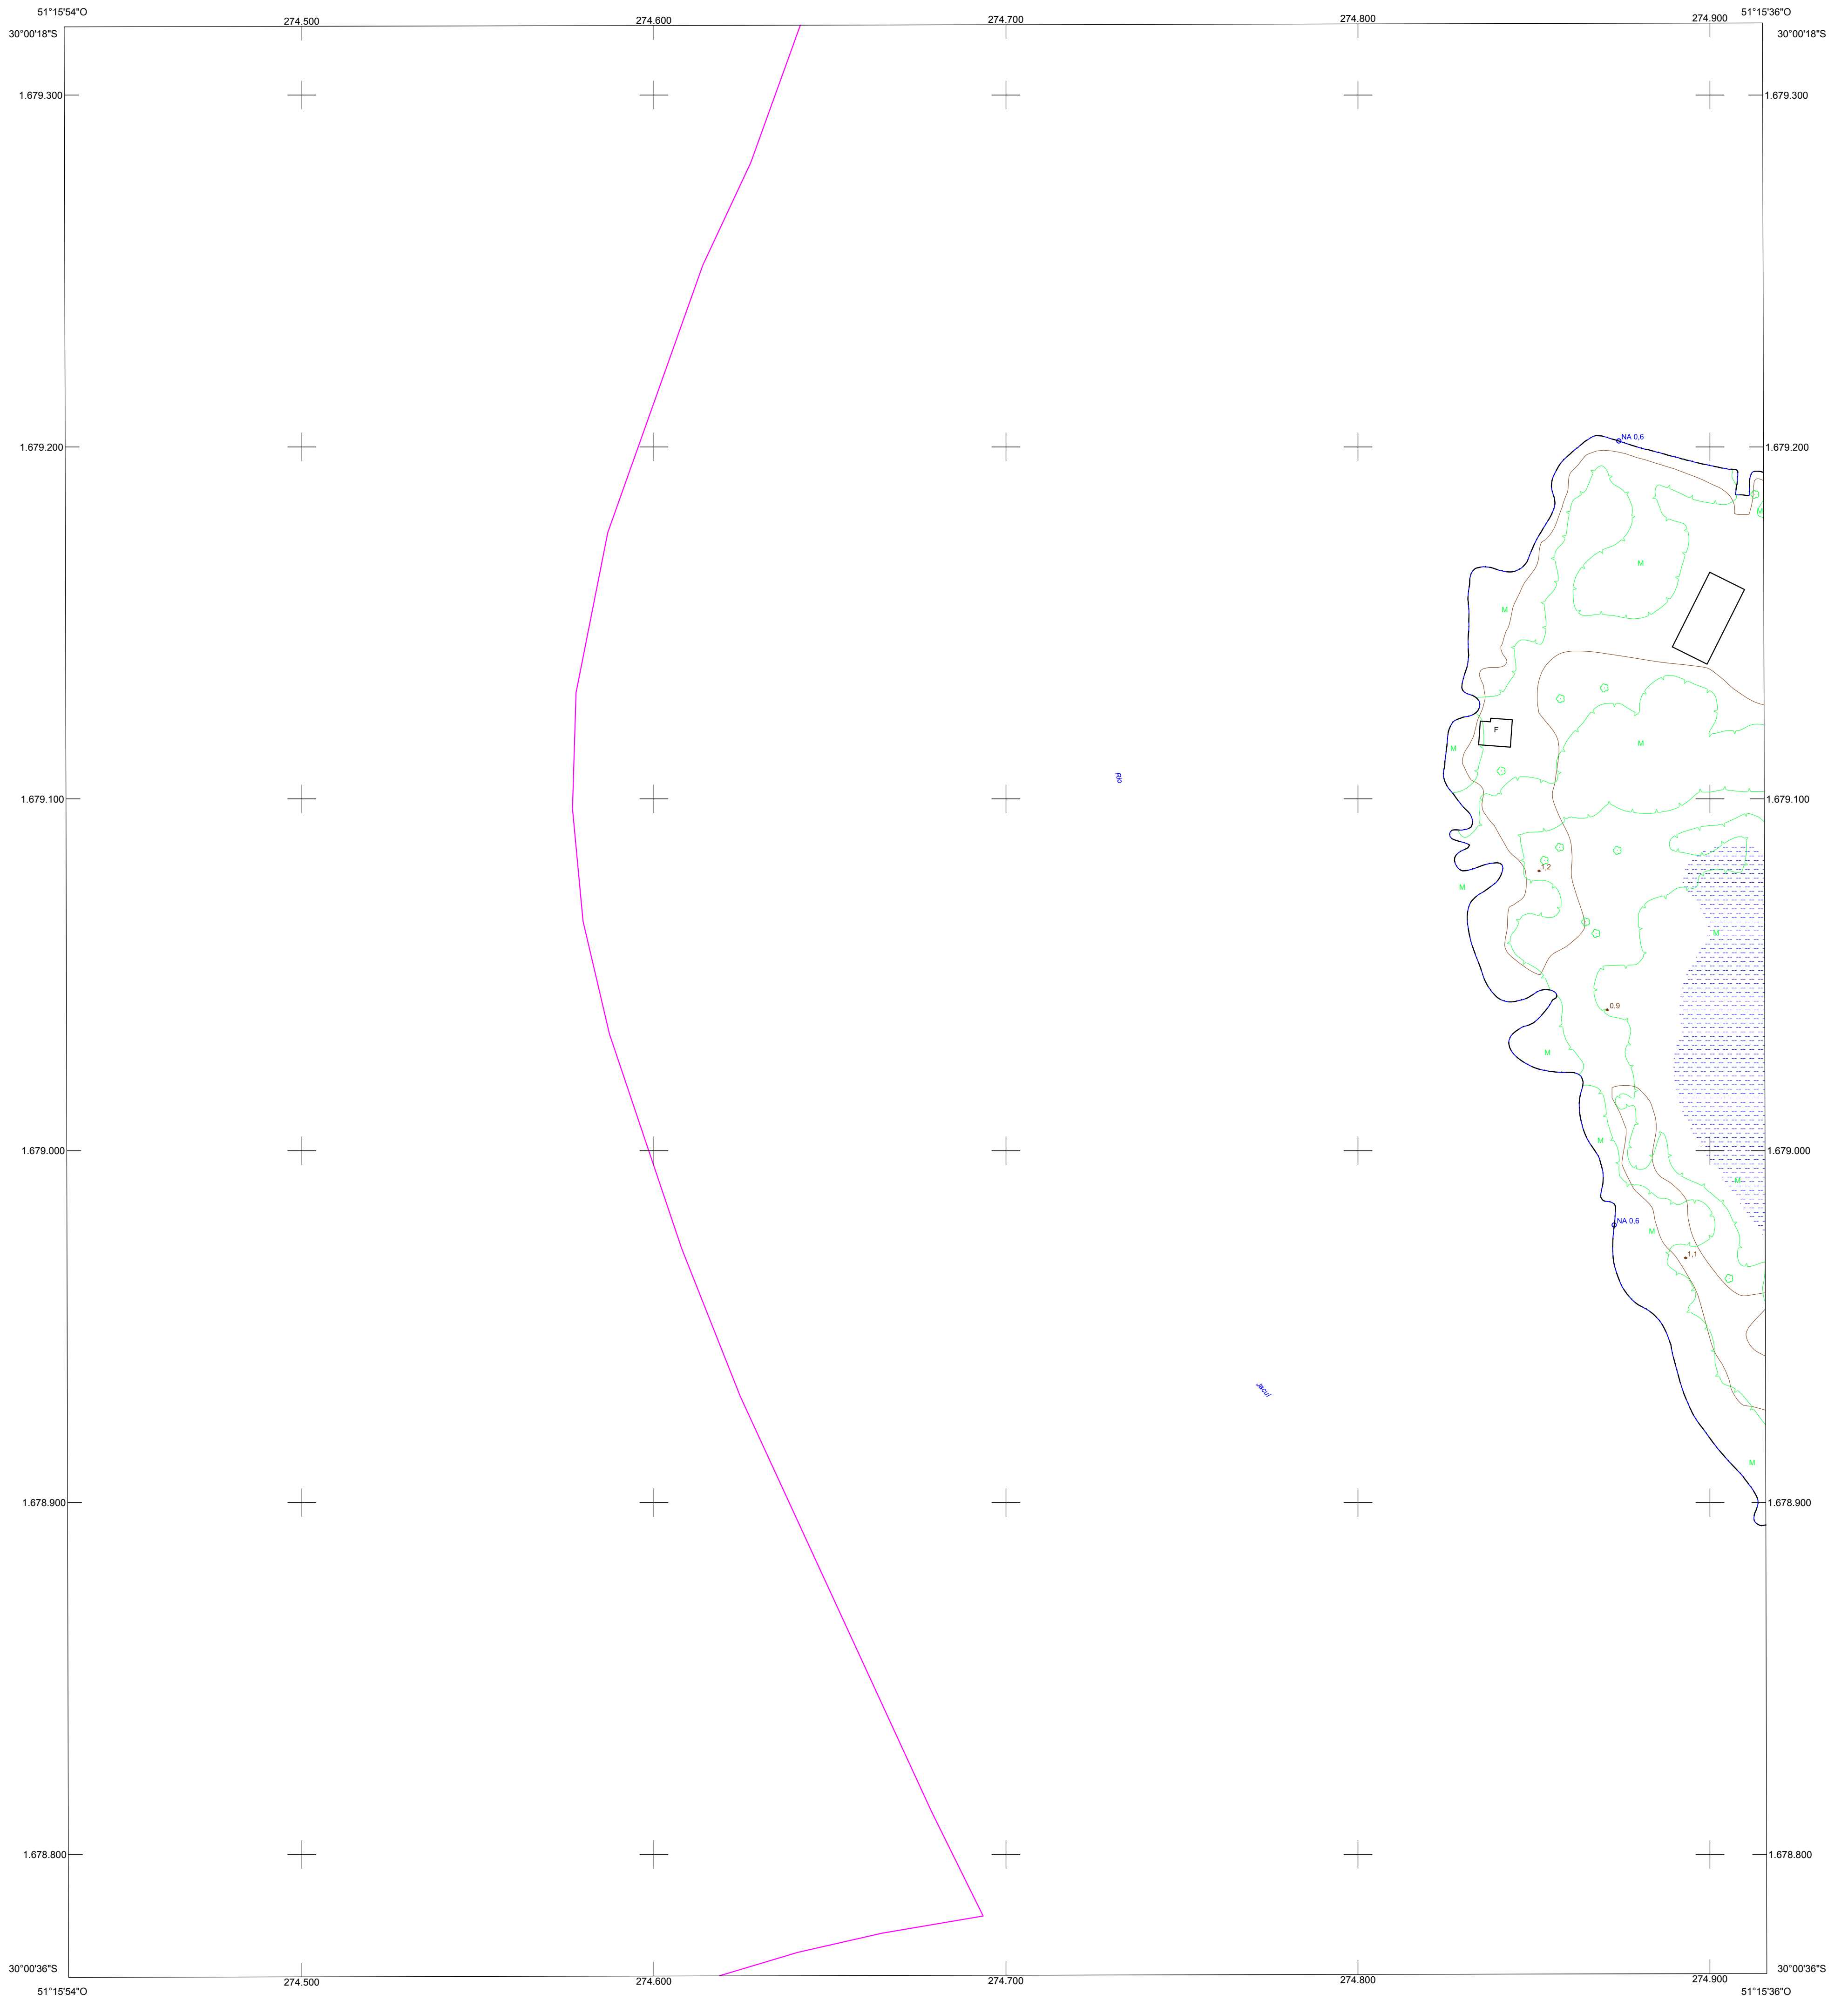 51°15'54"O
274.500
274.600
274.700
274.800
274.900
51°15'36"O
30°00'18"S
30°00'18"S
1.679.300
1.679.300
NA 0,6
1.679.200
1.679.200
M
M
M
F
M
M
Rio
1.679.100
1.679.100
1,2
M
M
0,9
M
M
1.679.000
1.679.000
M
NA 0,6
M
1,1
Jacuí
M
1.678.900
1.678.900
1.678.800
1.678.800
30°00'36"S
30°00'36"S
274.500
274.600
274.700
274.800
274.900
51°15'54"O
51°15'36"O